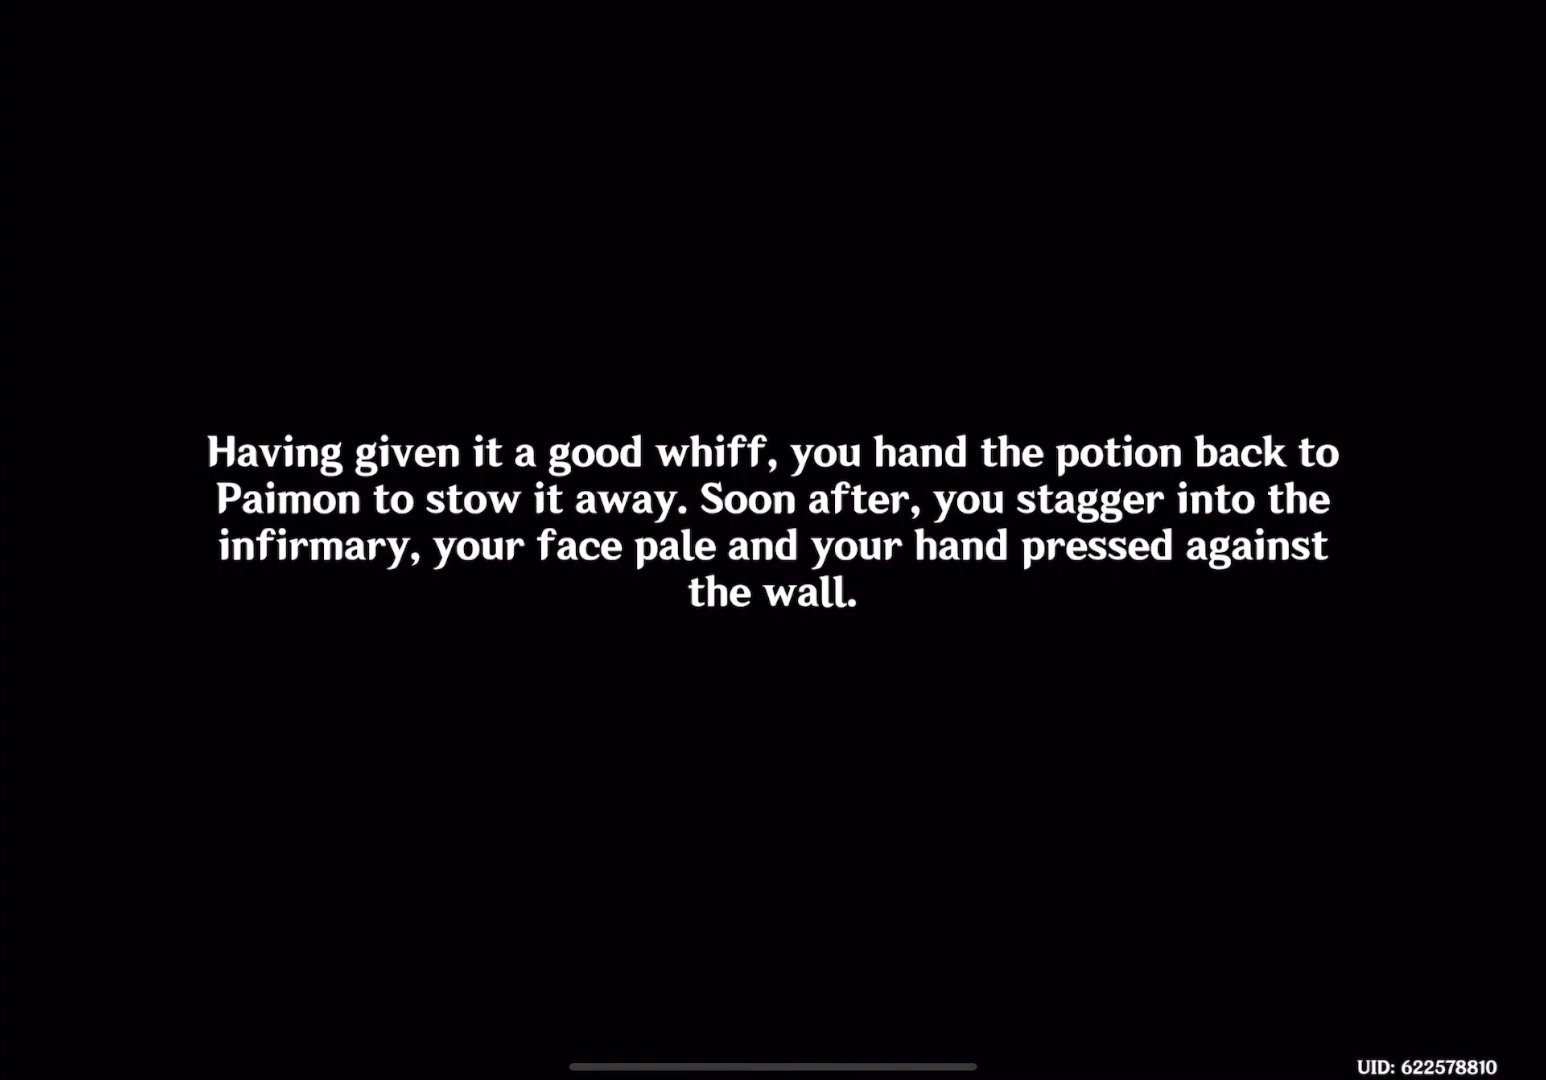 Having given it a good whiff, you hand the potion back to
Paimon to stow it away. Soon after, you stagger into the
infirmary, your face pale and your hand pressed against
the wall.
UID: 622578810